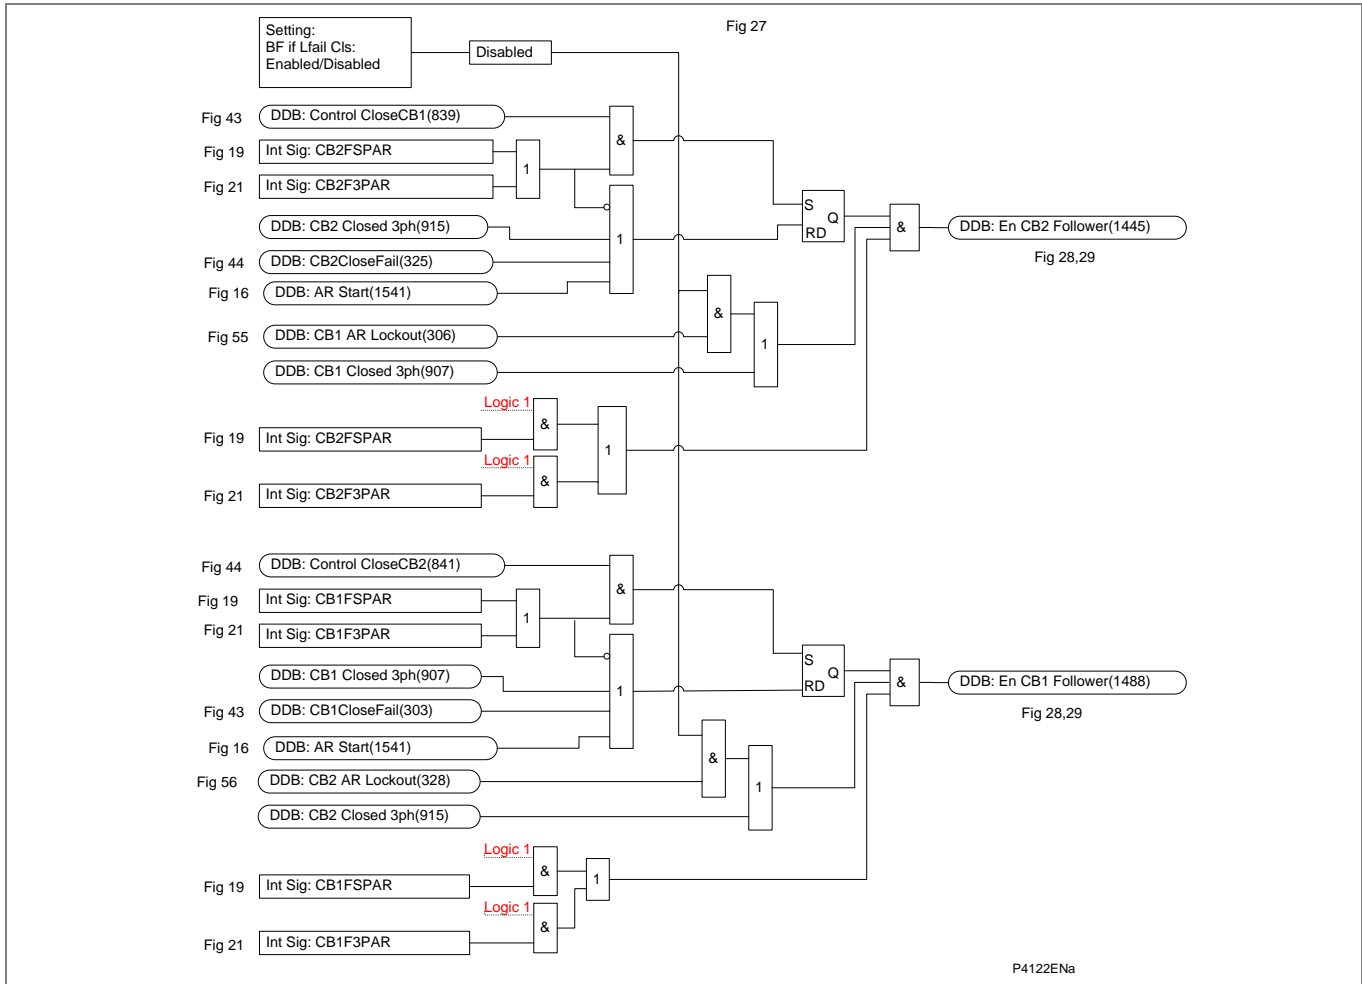 Fig 27
Setting:
BF if Lfail Cls:
Enabled/Disabled
Disabled
Fig 43
DDB: Control CloseCB1(839)
&
Fig 19
Int Sig: CB2FSPAR
1
Fig 21
Int Sig: CB2F3PAR
S
Q
RD
&
DDB: En CB2 Follower(1445)
Fig 28,29
DDB: CB2 Closed 3ph(915)
1
Fig 44
DDB: CB2CloseFail(325)
Fig 16
DDB: AR Start(1541)
&
Fig 55
DDB: CB1 AR Lockout(306)
1
DDB: CB1 Closed 3ph(907)
Logic 1
&
Fig 19
Int Sig: CB2FSPAR
1
Logic 1
&
Fig 21
Int Sig: CB2F3PAR
Fig 44
DDB: Control CloseCB2(841)
&
Fig 19
Int Sig: CB1FSPAR
1
Fig 21
Int Sig: CB1F3PAR
S
Q
RD
&
DDB: En CB1 Follower(1488)
Fig 28,29
DDB: CB1 Closed 3ph(907)
1
Fig 43
DDB: CB1CloseFail(303)
Fig 16
DDB: AR Start(1541)
&
Fig 56
DDB: CB2 AR Lockout(328)
1
DDB: CB2 Closed 3ph(915)
Logic 1
&
Fig 19
Int Sig: CB1FSPAR
1
Logic 1
&
Fig 21
Int Sig: CB1F3PAR
P4122ENa